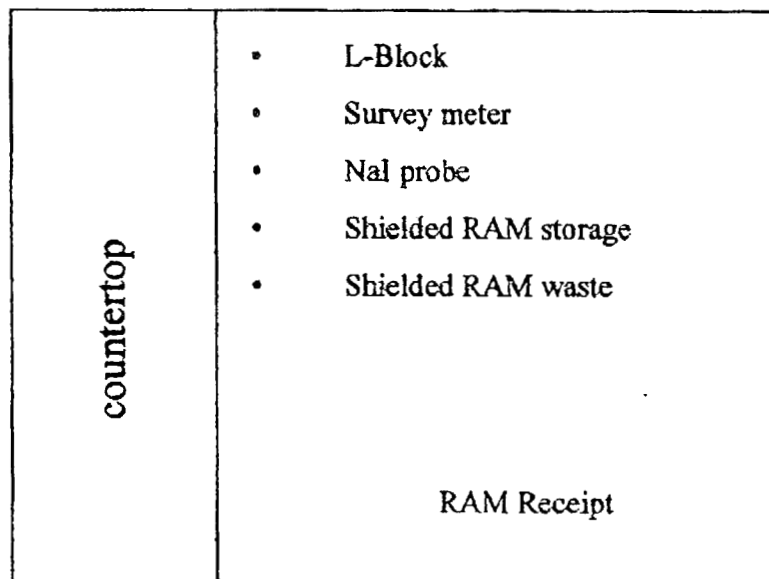 countertop
• L-Block
• Survey meter
• NaI probe
• Shielded RAM storage
• Shielded RAM waste
RAM Receipt